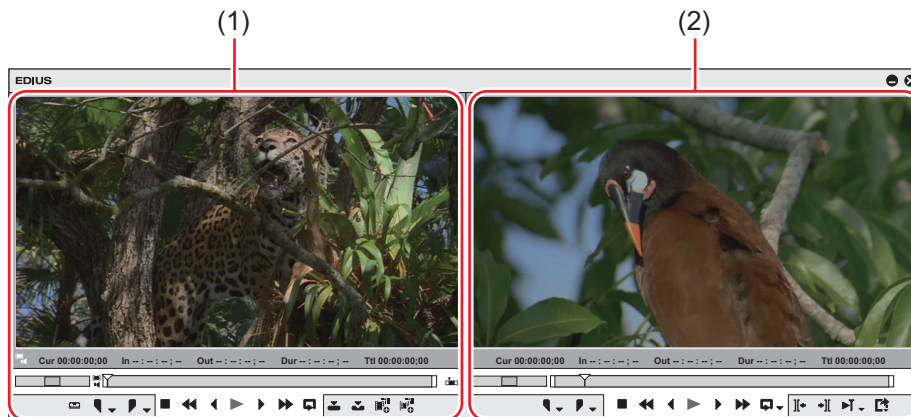 (1) (2)
EDIUS
Cur 00:00:00;00 In -- : -- : -- ; -- Out -- : -- : -- ; -- Dur -- : -- : -- ; -- Ttl 00:00:00;00 Cur 00:00:00;00 In -- : -- : -- ; -- Out -- : -- : -- ; -- Dur -- : -- : -- ; -- Ttl 00:00:00;00